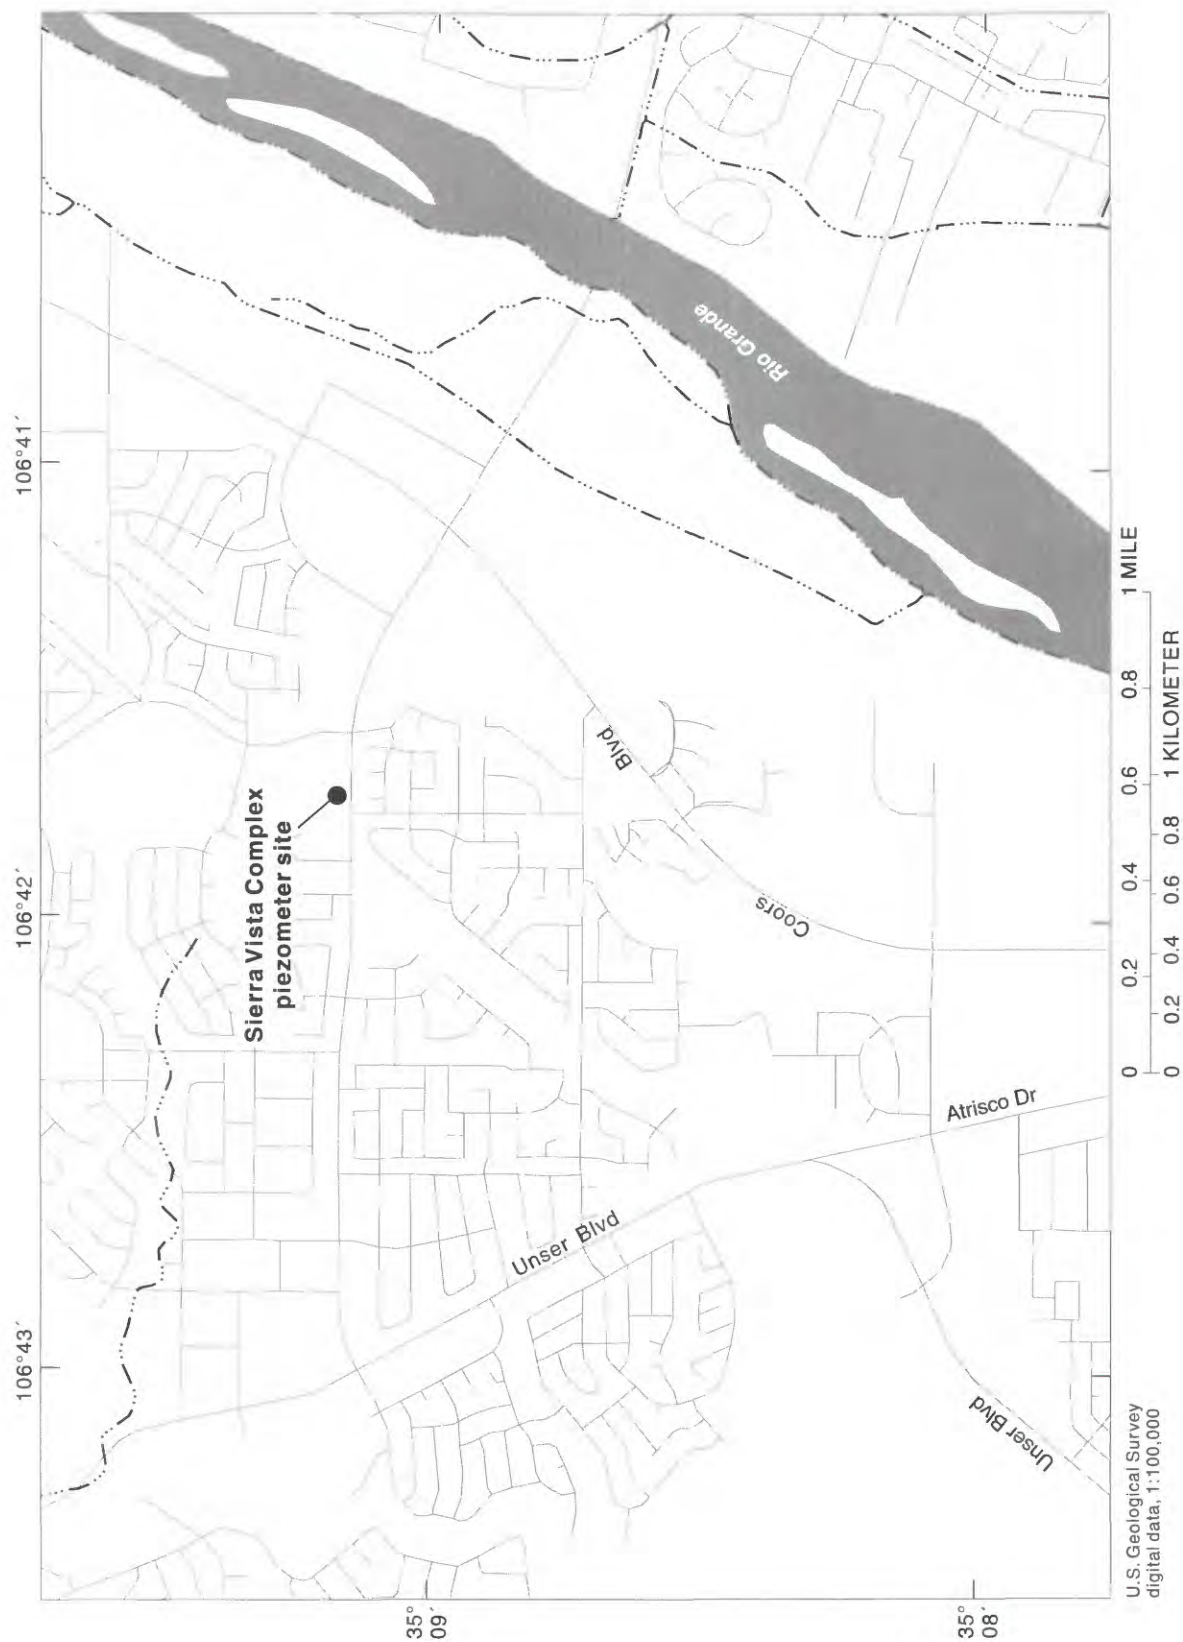 106°43´
106°42´
106°41´
35°
09´
35°
08´
Sierra Vista Complex
piezometer site
Rio Grande
Blvd
Coors
Unser Blvd
Atrisco Dr
Unser Blvd
0 0.2 0.4 0.6 0.8 1 MILE
0 0.2 0.4 0.6 0.8 1 KILOMETER
U.S. Geological Survey
digital data, 1:100,000